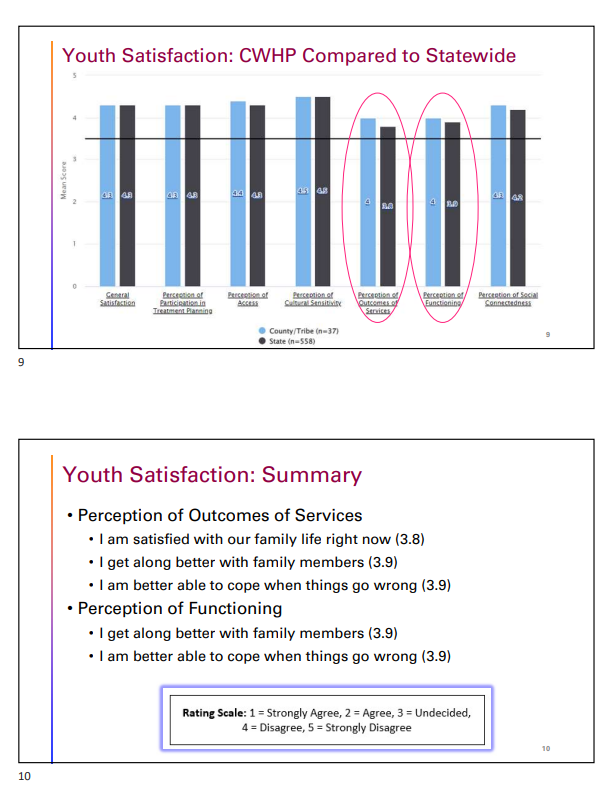 Youth Satisfaction: CWHP Compared to Statewide
5
4
3
2
1
0
Mean Score
4.3 4.3 4.3 4.3 4.4 4.3 4.5 4.5 4 3.8 4 3.9 4.3 4.2
General Satisfaction
Perception of Participation in Treatment Planning
Perception of Access
Perception of Cultural Sensitivity
Perception of Outcomes of Services
Perception of Functioning
Perception of Social Connectedness
County/Tribe (n=37)
State (n=558)
9
9
Youth Satisfaction: Summary
• Perception of Outcomes of Services
• I am satisfied with our family life right now (3.8)
• I get along better with family members (3.9)
• I am better able to cope when things go wrong (3.9)
• Perception of Functioning
• I get along better with family members (3.9)
• I am better able to cope when things go wrong (3.9)
Rating Scale: 1 = Strongly Agree, 2 = Agree, 3 = Undecided,
4 = Disagree, 5 = Strongly Disagree
10
10